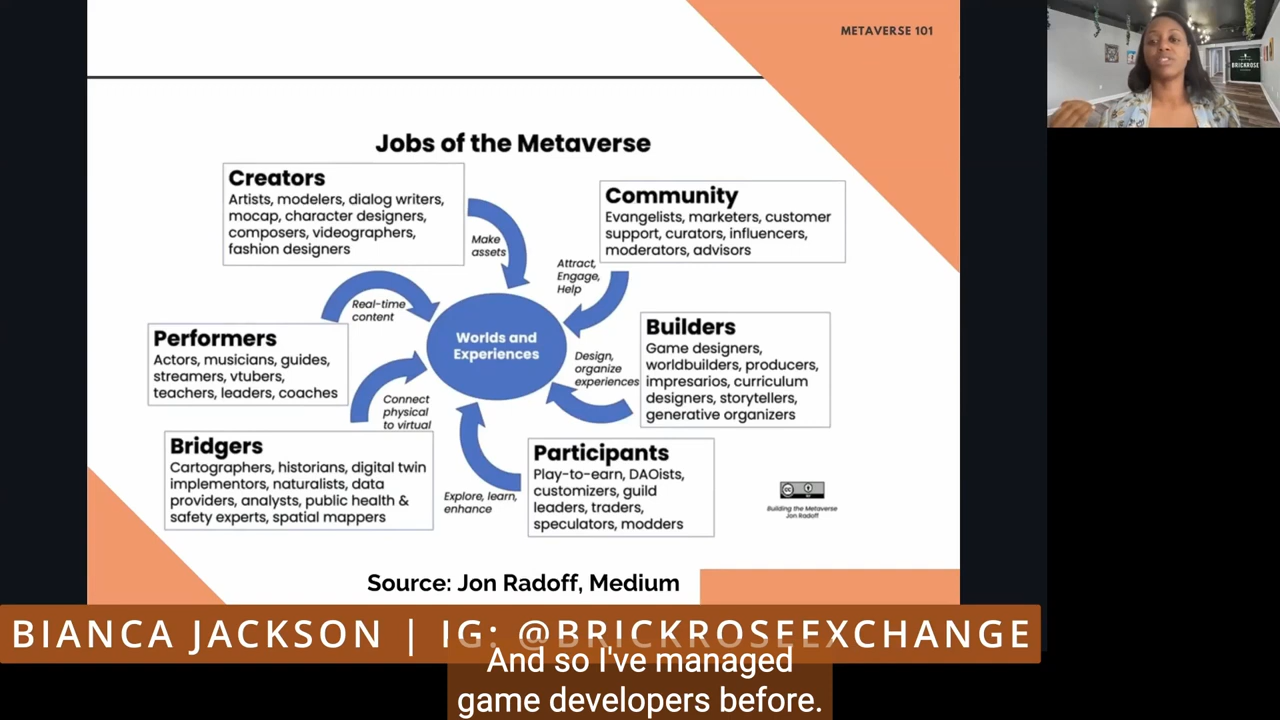 METAVERSE 101
BRICKROSE
Jobs of the Metaverse
Creators
Artists, modelers, dialog writers,
mocap, character designers,
composers, videographers,
fashion designers
Make
assets
Community
Evangelists, marketers, customer
support, curators, influencers,
moderators, advisors
Attract,
Engage,
Help
Real-time
content
Performers
Actors, musicians, guides,
streamers, vtubers,
teachers, leaders, coaches
Worlds and
Experiences
Builders
Game designers,
worldbuilders, producers,
impresarios, curriculum
designers, storytellers,
generative organizers
Design,
organize
experiences
Connect
physical
to virtual
Bridgers
Cartographers, historians, digital twin
implementors, naturalists, data
providers, analysts, public health &
safety experts, spatial mappers
Explore, learn,
enhance
Participants
Play-to-earn, DAOists,
customizers, guild
leaders, traders,
speculators, modders
cc
Building the Metaverse
Jon Radoff
Source: Jon Radoff, Medium
BIANCA JACKSON | IG: @BRICKROSEEXCHANGE
And so I've managed
game developers before.